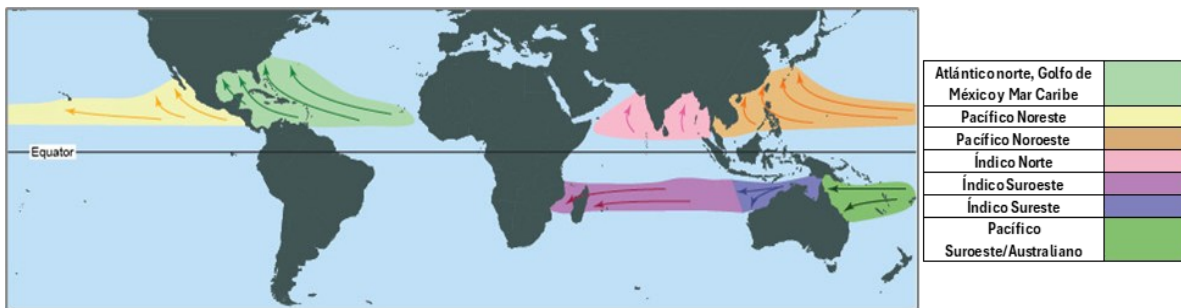 Equator
Atlántico norte, Golfo de
México y Mar Caribe
Pacífico Noreste
Pacífico Noroeste
Índico Norte
Índico Suroeste
Índico Sureste
Pacífico
Suroeste/Australiano